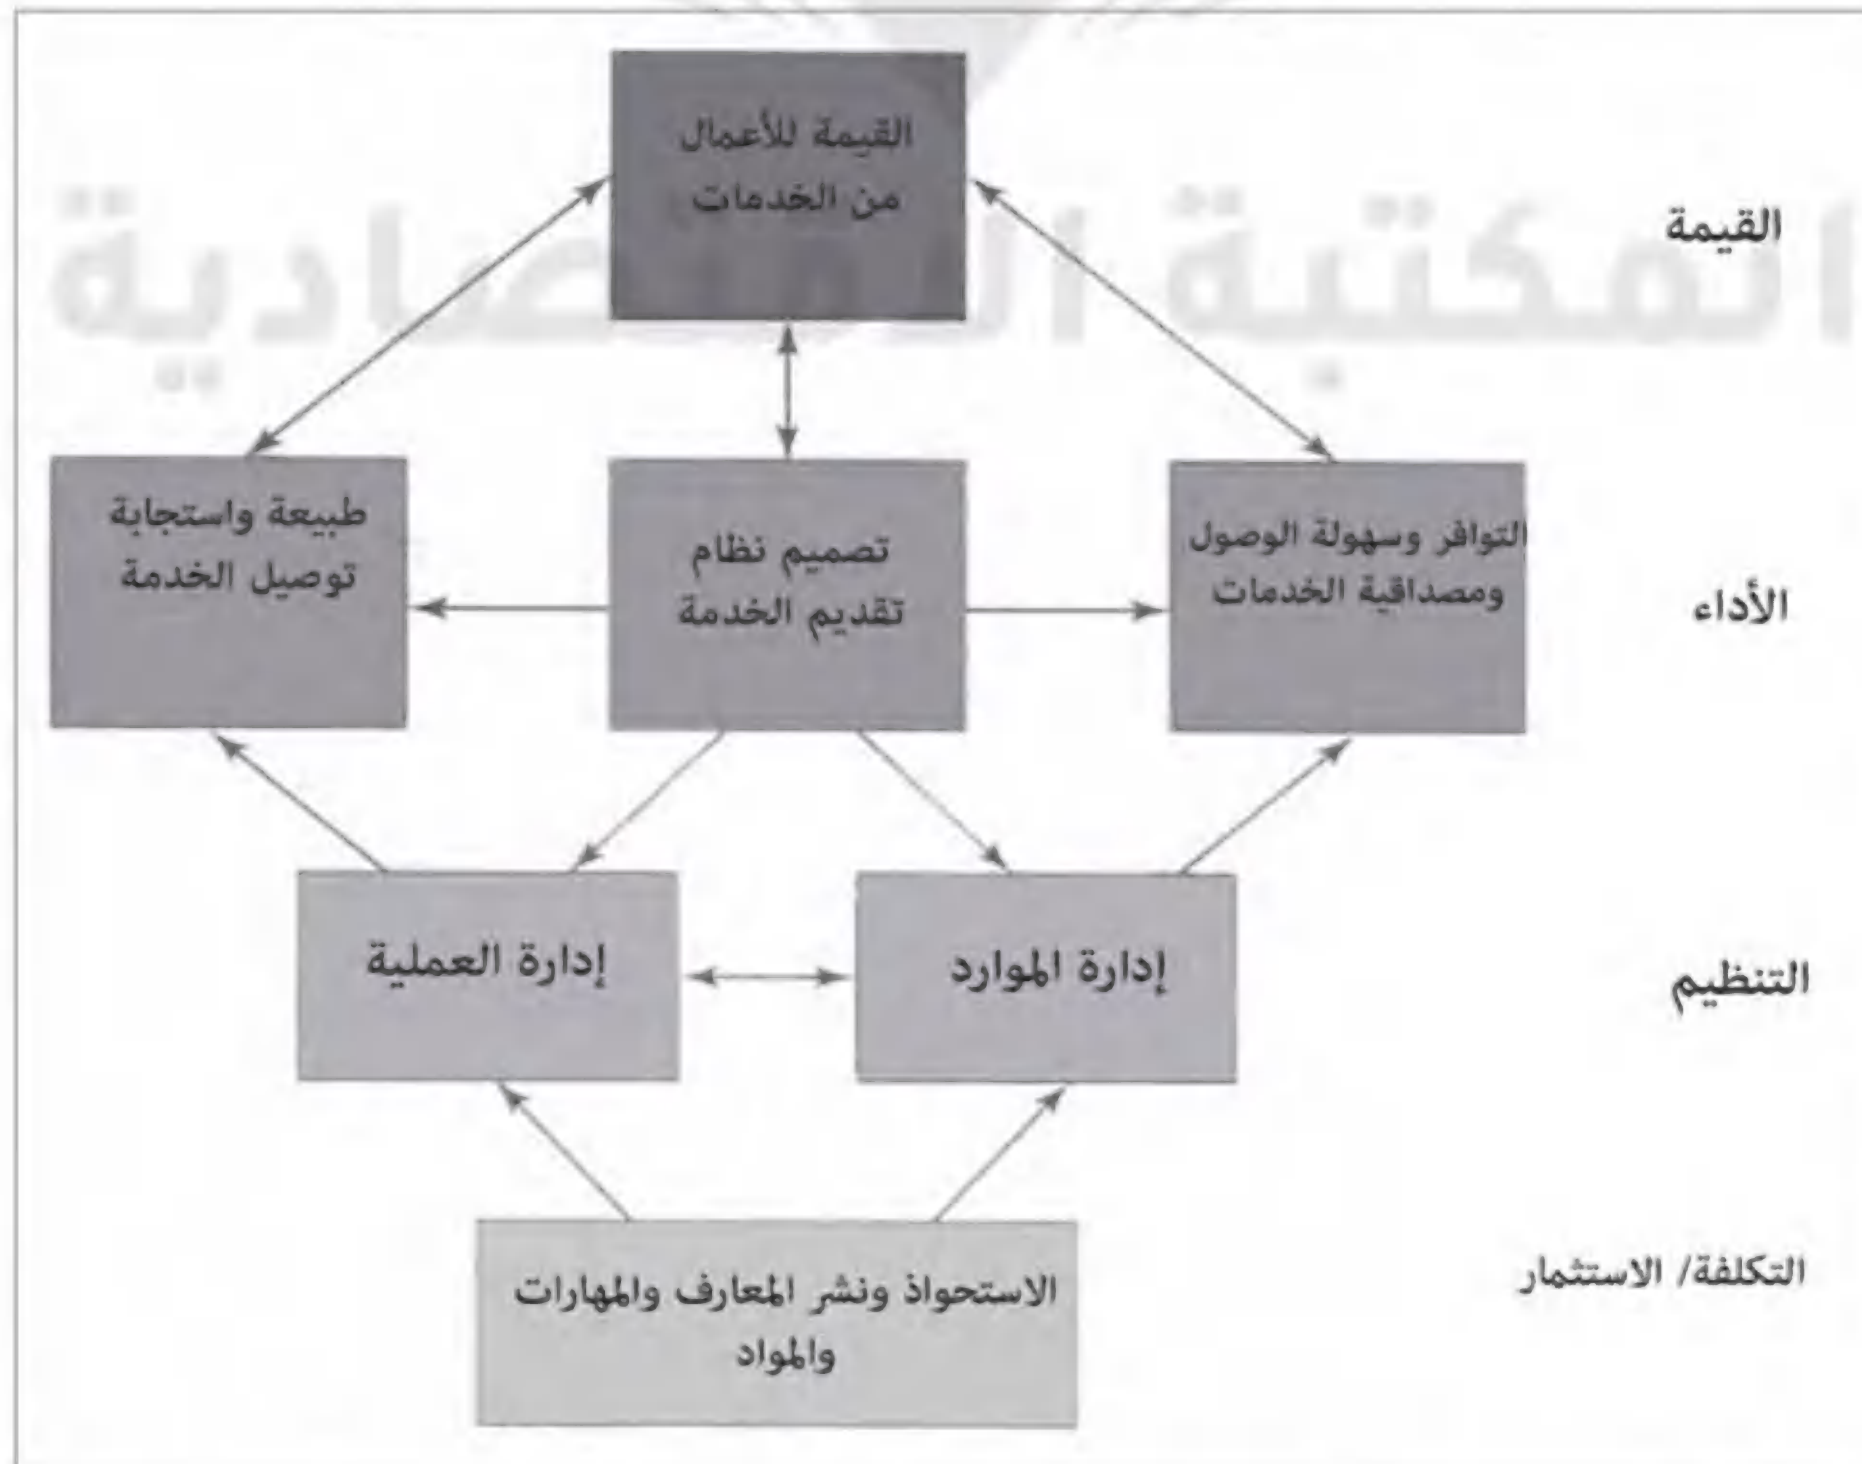 القيمة للأعمال
من الخدمات
القيمة
المكتبة
التوافر وسهولة الوصول
ومصداقية الخدمات
تصميم نظام
تقديم الخدمة
طبيعة واستجابة
توصيل الخدمة
الأداء
إدارة الموارد
إدارة العملية
التنظيم
الاستحواذ ونشر المعارف والمهارات
والمواد
التكلفة/ الاستثمار